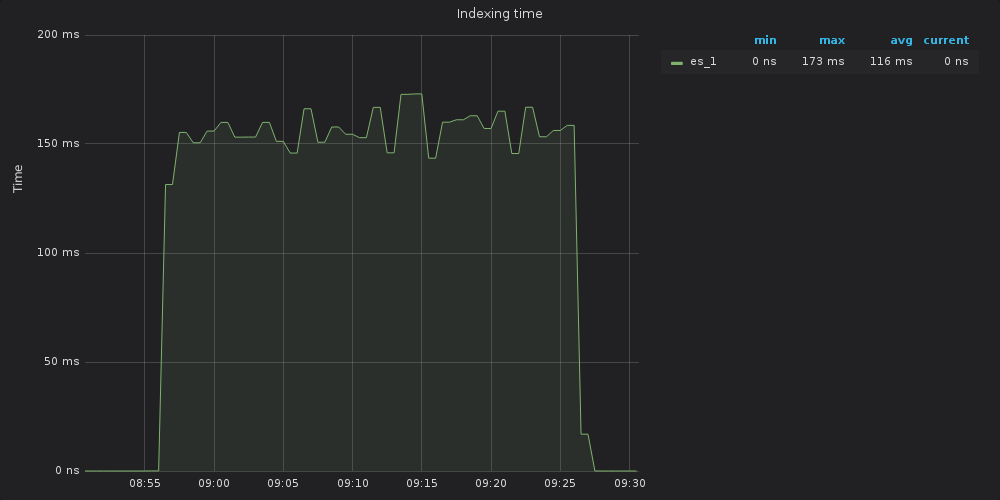 Indexing time
200 ms
150 ms
100 ms
50 ms
0 ns
Time
08:55 09:00 09:05 09:10 09:15 09:20 09:25 09:30
min max avg current
es_1 0 ns 173 ms 116 ms 0 ns